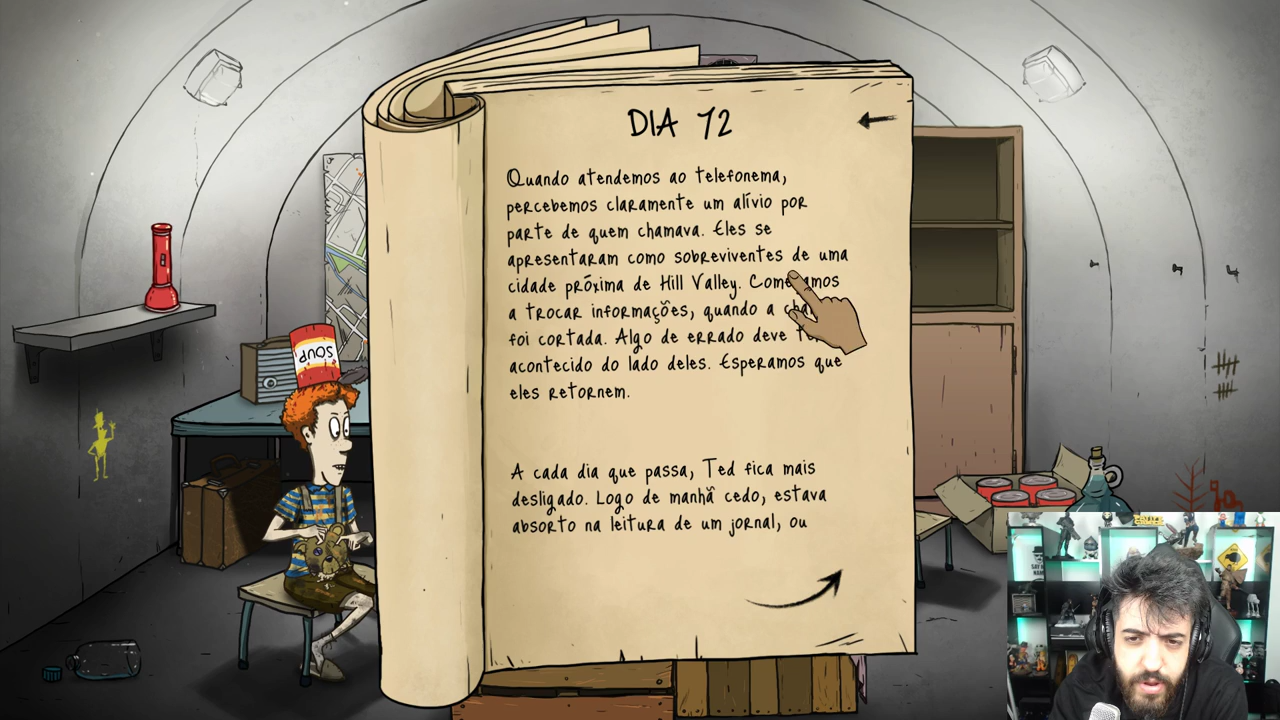 DIA 12
Quando atendemos ao telefonema,
percebemos claramente um alívio por
parte de quem chamava. Eles se
apresentaram como sobreviventes de uma
cidade próxima de Hill Valley.
a trocar informações, quando a
foi cortada. Algo de errado deve
acontecido do lado deles. Esperamos que
eles retornem.
A cada dia que passa, Ted fica mais
desligado. Logo de manhã cedo, estava
absorto na leitura de um jornal, ou
SOUP